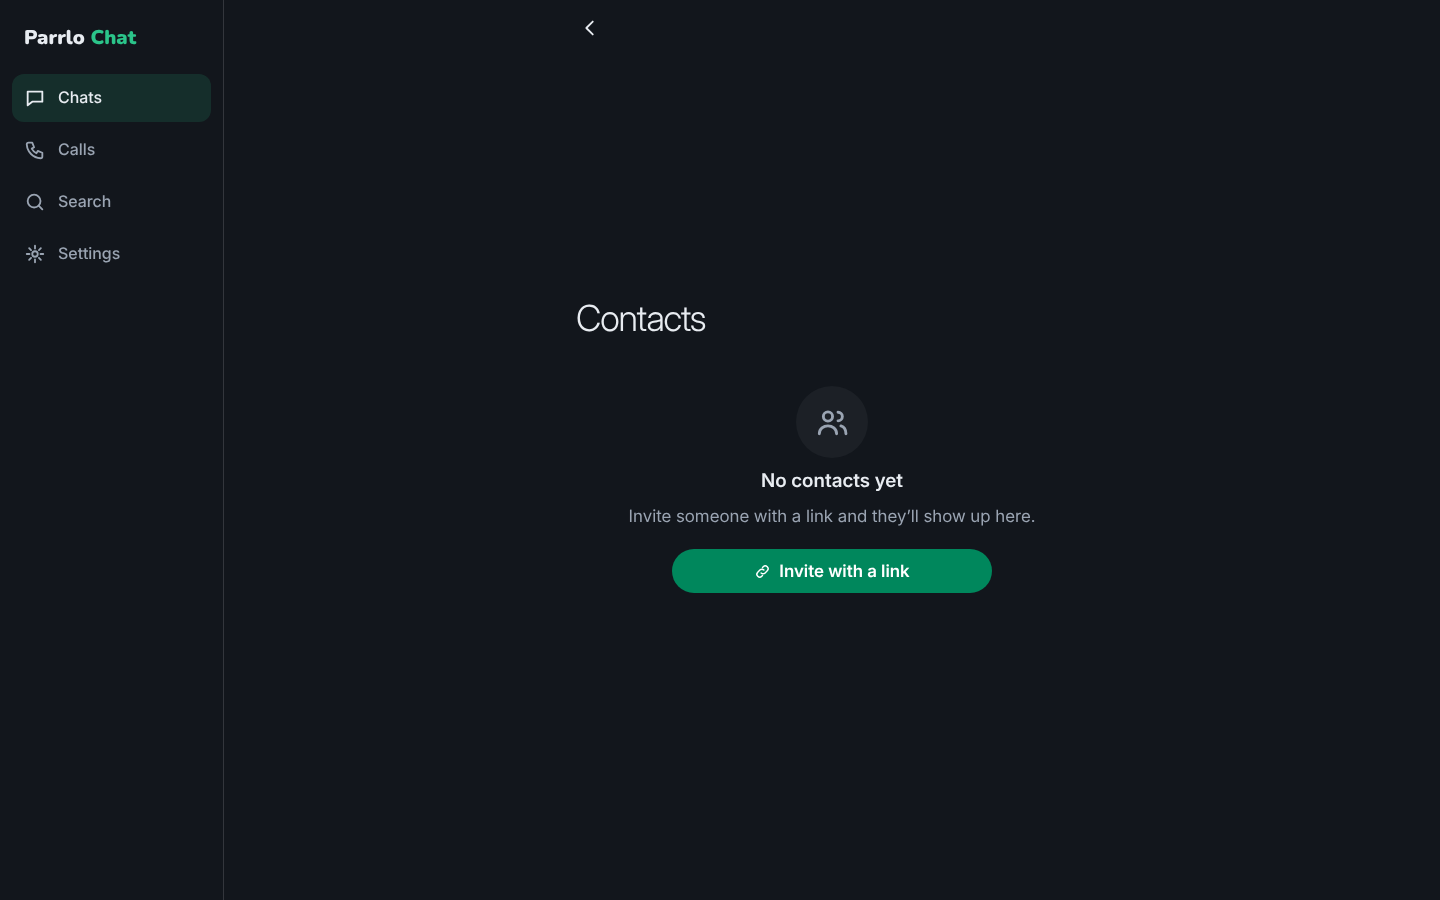 Parrlo Chat
Chats
Calls
Search
Settings
Contacts
No contacts yet
Invite someone with a link and they’ll show up here.
Invite with a link